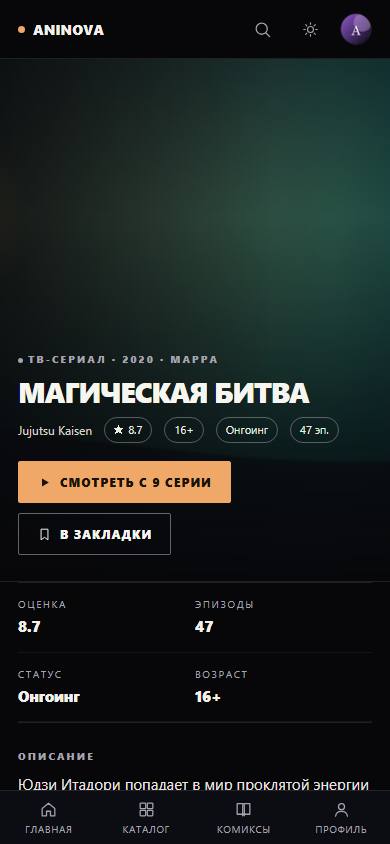 ANINOVA
A
ТВ-СЕРИАЛ · 2020 · MAPPA
МАГИЧЕСКАЯ БИТВА
Jujutsu Kaisen ★ 8.7 16+ Онгоинг 47 эп.
СМОТРЕТЬ С 9 СЕРИИ
В ЗАКЛАДКИ
ОЦЕНКА ЭПИЗОДЫ
8.7 47
СТАТУС ВОЗРАСТ
Онгоинг 16+
ОПИСАНИЕ
Юдзи Итадори попадает в мир проклятой энергии
ГЛАВНАЯ КАТАЛОГ КОМИКСЫ ПРОФИЛЬ